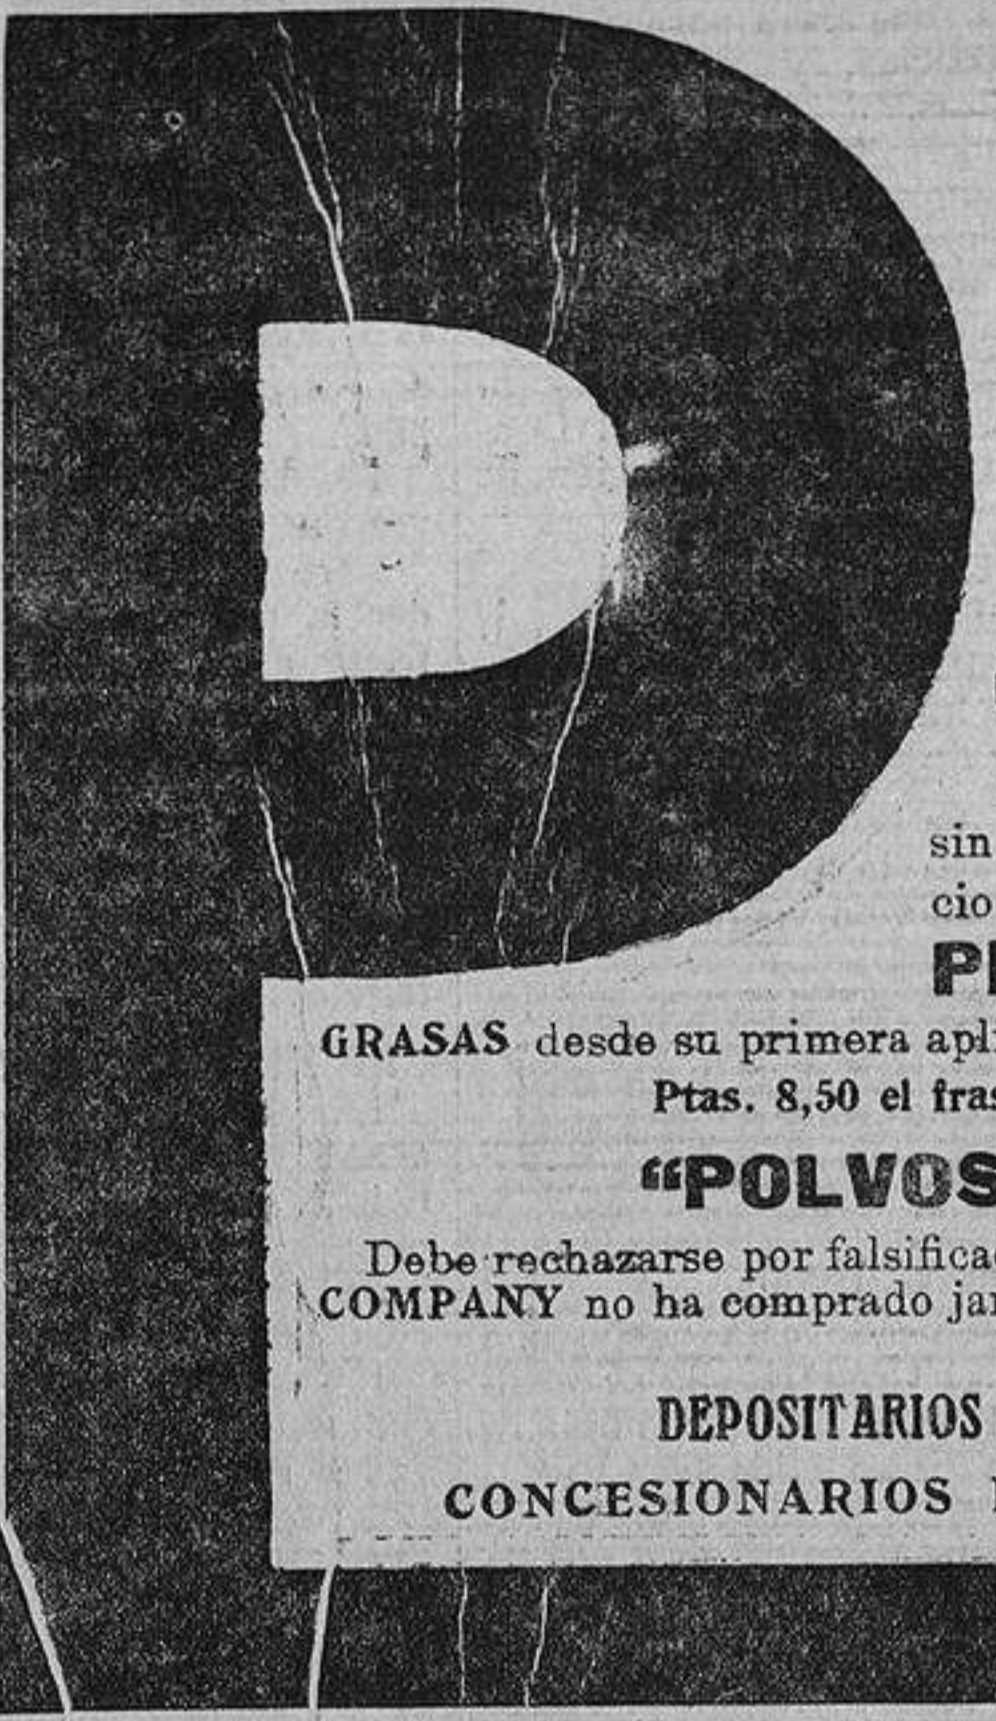 P
sin
cio
GRASAS desde su primera apli
Ptas. 8,50 el fras
“POLVOS
Debe rechazarse por falsifica
COMPANY no ha comprado jam
DEPOSITARIOS
CONCESIONARIOS